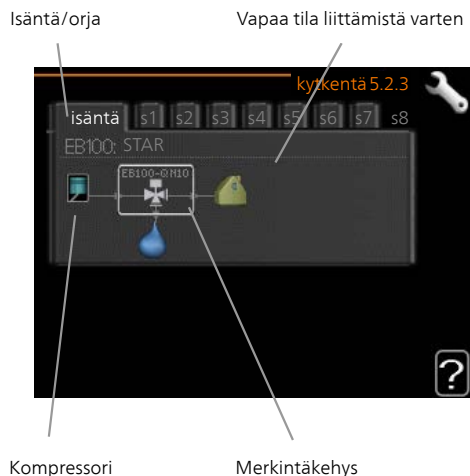 Isäntä/orja
Vapaa tila liittämistä varten
kytkentä 5.2.3
isäntä s1 s2 s3 s4 s5 s6 s7 s8
EB100: STAR
EB100-QN10
?
Kompressori
Merkintäkehys